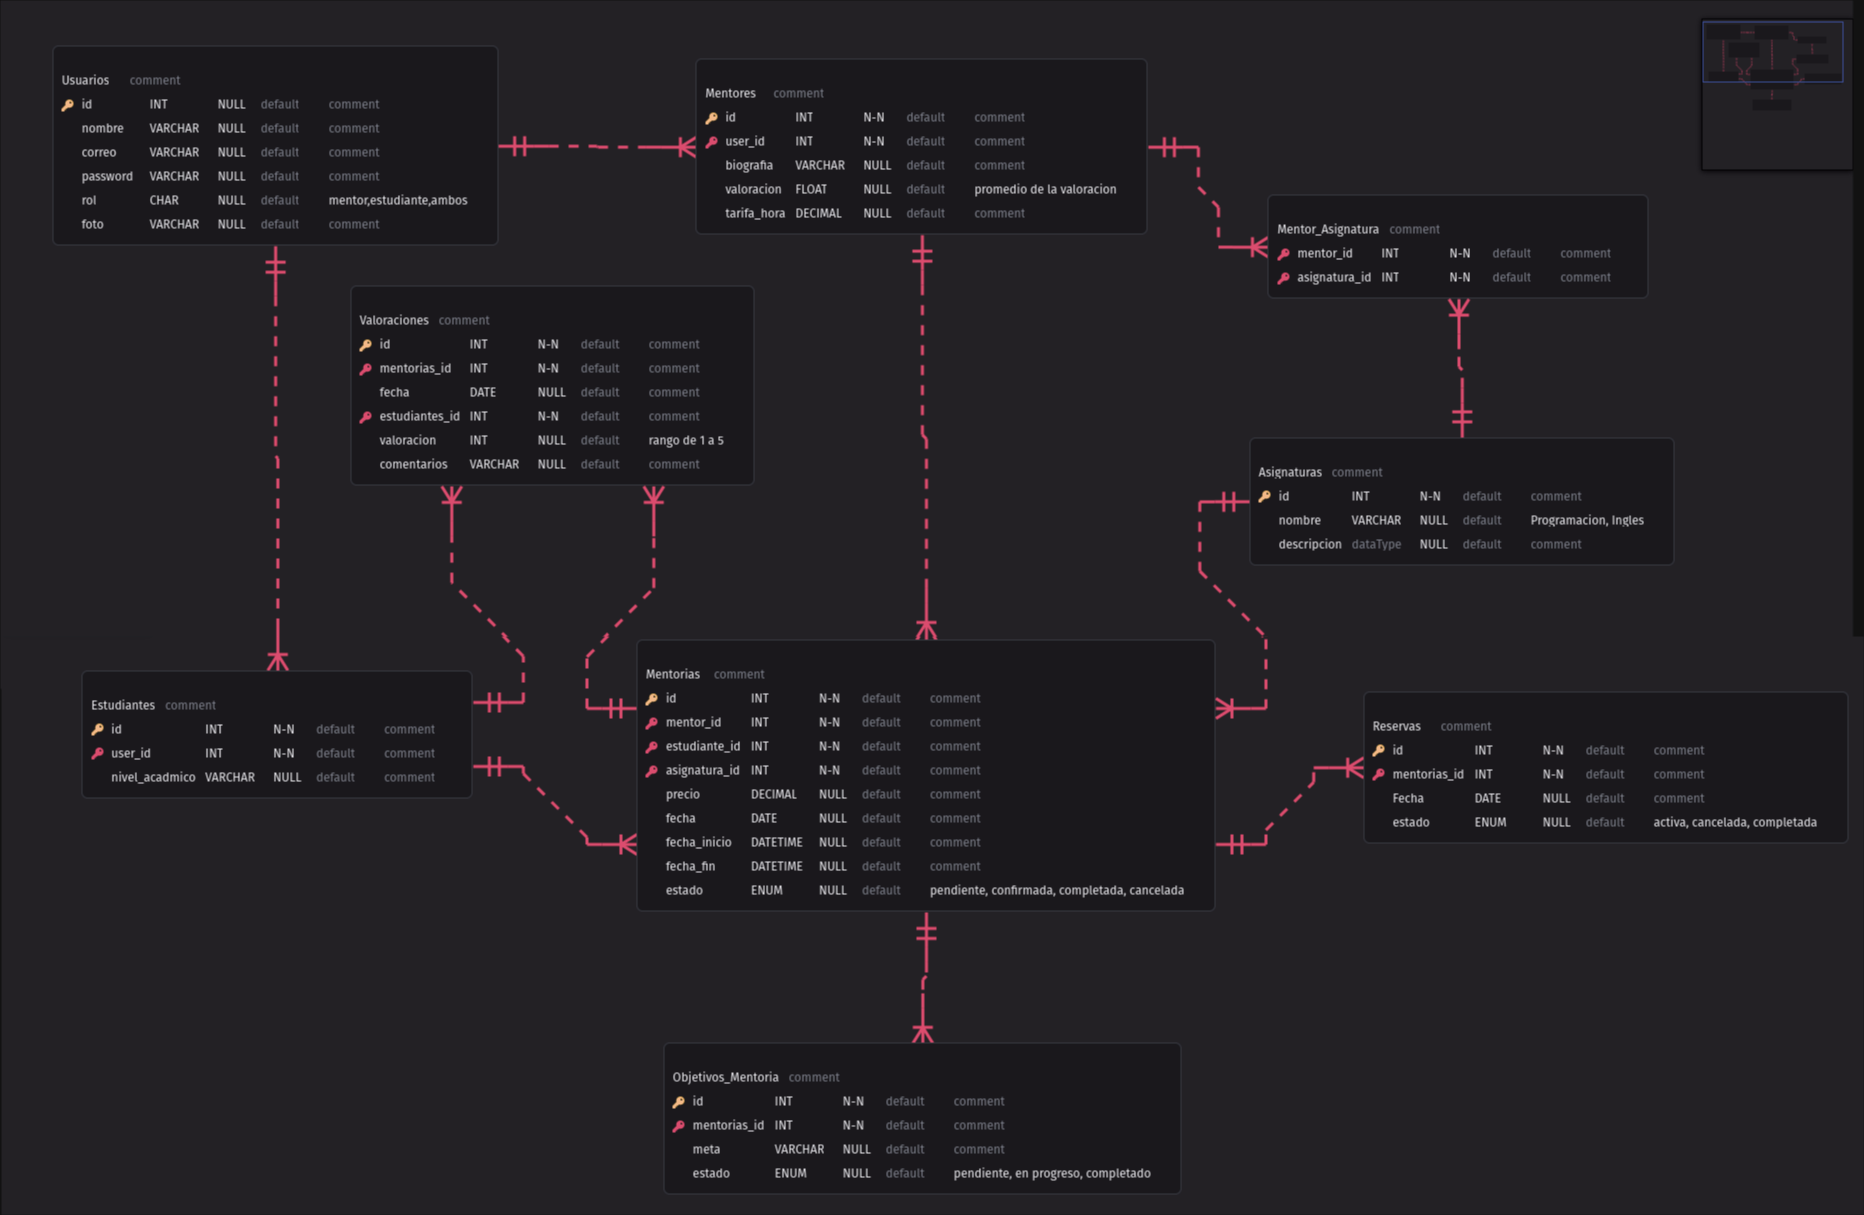 Usuarios comment
id INT NULL default comment
nombre VARCHAR NULL default comment
correo VARCHAR NULL default comment
password VARCHAR NULL default comment
rol CHAR NULL default mentor,estudiante,ambos
foto VARCHAR NULL default comment
Mentores comment
id INT N-N default comment
user_id INT N-N default comment
biografia VARCHAR NULL default comment
valoracion FLOAT NULL default promedio de la valoracion
tarifa_hora DECIMAL NULL default comment
Mentor_Asignatura comment
mentor_id INT N-N default comment
asignatura_id INT N-N default comment
Valoraciones comment
id INT N-N default comment
mentorias_id INT N-N default comment
fecha DATE NULL default comment
estudiantes_id INT N-N default comment
valoracion INT NULL default rango de 1 a 5
comentarios VARCHAR NULL default comment
Asignaturas comment
id INT N-N default comment
nombre VARCHAR NULL default Programacion, Ingles
descripcion dataType NULL default comment
Estudiantes comment
id INT N-N default comment
user_id INT N-N default comment
nivel_acadmico VARCHAR NULL default comment
Mentorias comment
id INT N-N default comment
mentor_id INT N-N default comment
estudiante_id INT N-N default comment
asignatura_id INT N-N default comment
precio DECIMAL NULL default comment
fecha DATE NULL default comment
fecha_inicio DATETIME NULL default comment
fecha_fin DATETIME NULL default comment
estado ENUM NULL default pendiente, confirmada, completada, cancelada
Reservas comment
id INT N-N default comment
mentorias_id INT N-N default comment
Fecha DATE NULL default comment
estado ENUM NULL default activa, cancelada, completada
Objetivos_Mentoria comment
id INT N-N default comment
mentorias_id INT N-N default comment
meta VARCHAR NULL default comment
estado ENUM NULL default pendiente, en progreso, completado